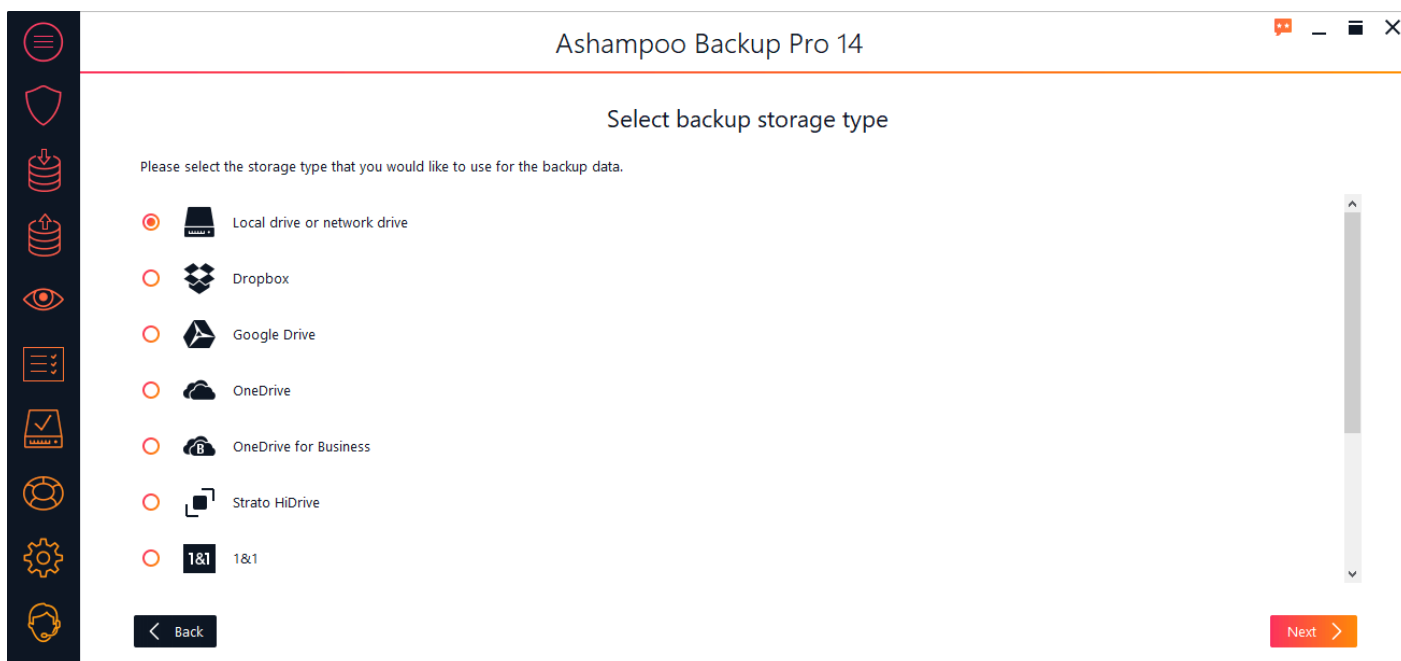 Ashampoo Backup Pro 14
Select backup storage type
Please select the storage type that you would like to use for the backup data.
Local drive or network drive
Dropbox
Google Drive
OneDrive
B OneDrive for Business
Strato HiDrive
1&1 1&1
Back Next